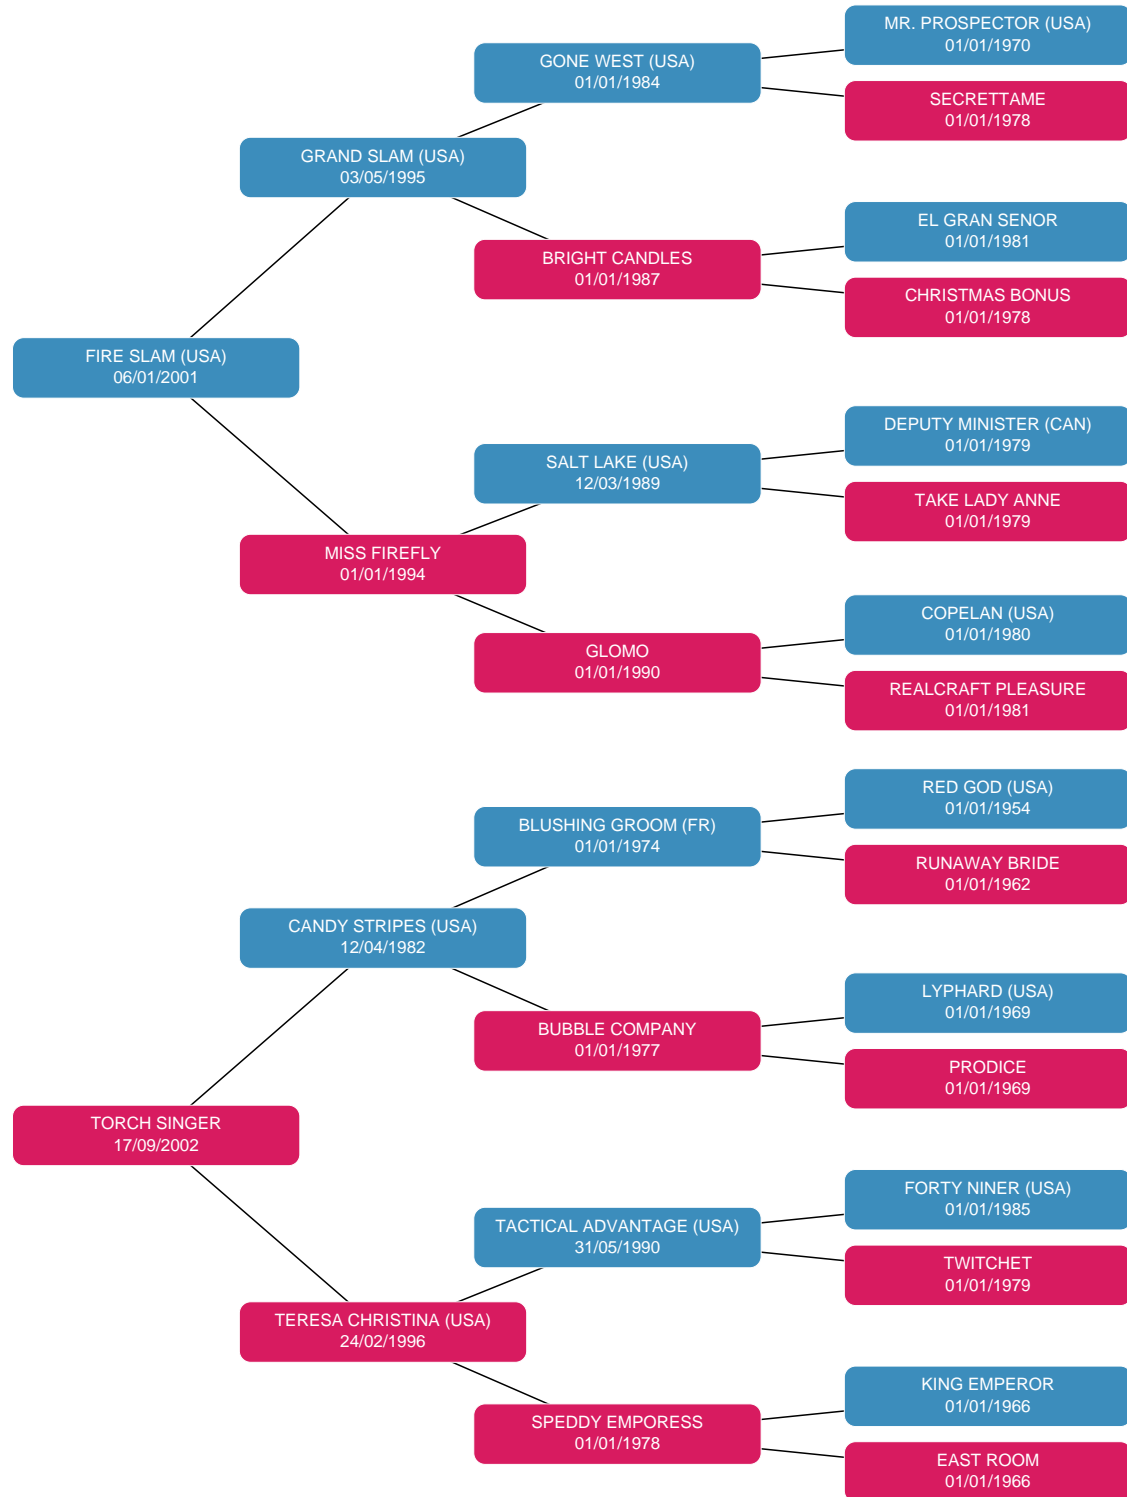 MR. PROSPECTOR (USA)
01/01/1970
GONE WEST (USA)
01/01/1984
SECRETTAME
01/01/1978
GRAND SLAM (USA)
03/05/1995
EL GRAN SENOR
01/01/1981
BRIGHT CANDLES
01/01/1987
CHRISTMAS BONUS
01/01/1978
FIRE SLAM (USA)
06/01/2001
DEPUTY MINISTER (CAN)
01/01/1979
SALT LAKE (USA)
12/03/1989
TAKE LADY ANNE
01/01/1979
MISS FIREFLY
01/01/1994
COPELAN (USA)
01/01/1980
GLOMO
01/01/1990
REALCRAFT PLEASURE
01/01/1981
RED GOD (USA)
01/01/1954
BLUSHING GROOM (FR)
01/01/1974
RUNAWAY BRIDE
01/01/1962
CANDY STRIPES (USA)
12/04/1982
LYPHARD (USA)
01/01/1969
BUBBLE COMPANY
01/01/1977
PRODICE
01/01/1969
TORCH SINGER
17/09/2002
FORTY NINER (USA)
01/01/1985
TACTICAL ADVANTAGE (USA)
31/05/1990
TWITCHET
01/01/1979
TERESA CHRISTINA (USA)
24/02/1996
KING EMPEROR
01/01/1966
SPEDDY EMPORESS
01/01/1978
EAST ROOM
01/01/1966